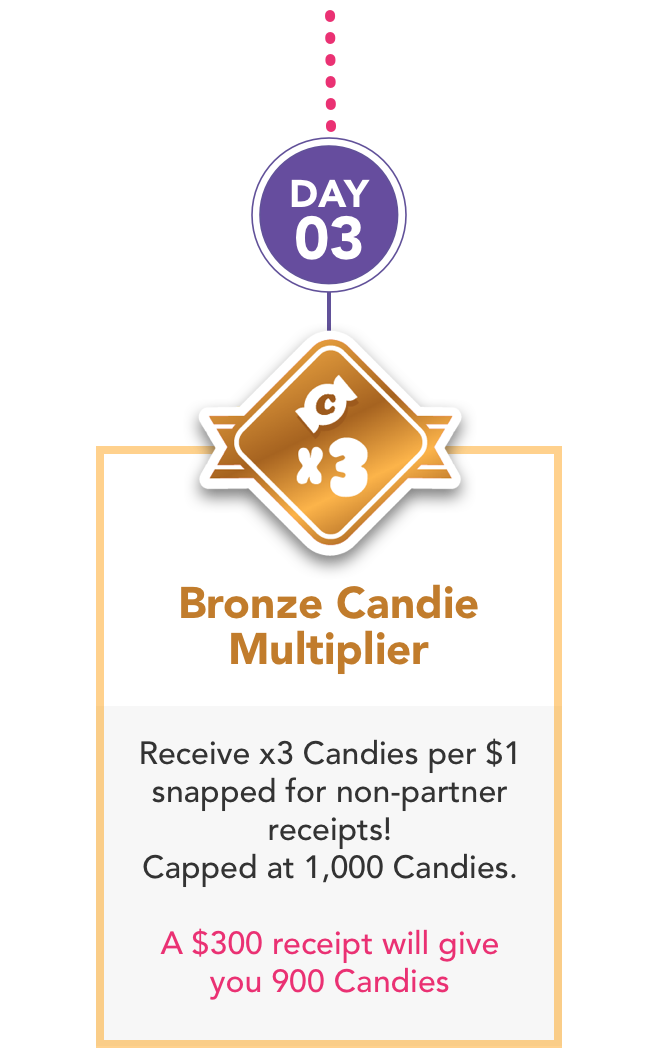 DAY
03
C
x3
Bronze Candie
Multiplier
Receive x3 Candies per $1
snapped for non-partner
receipts!
Capped at 1,000 Candies.
A $300 receipt will give
you 900 Candies